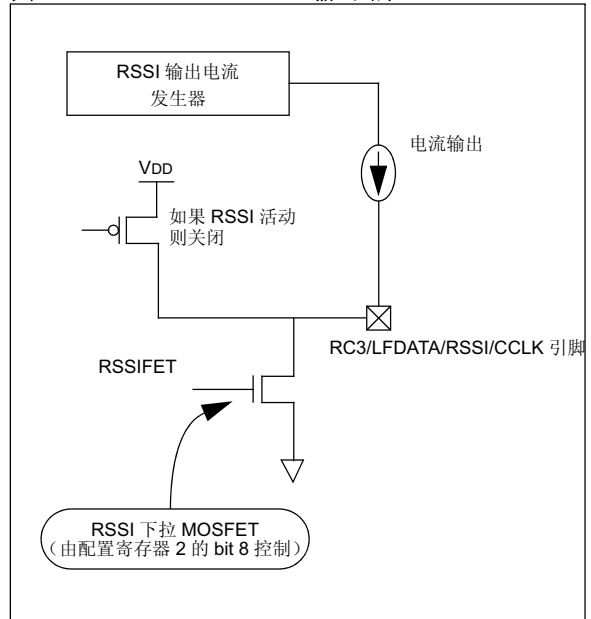 RSSI 输出电流
发生器
电流输出
VDD
如果 RSSI 活动
则关闭
RC3/LFDATA/RSSI/CCLK 引脚
RSSIFET
RSSI 下拉 MOSFET
（由配置寄存器 2 的 bit 8 控制）